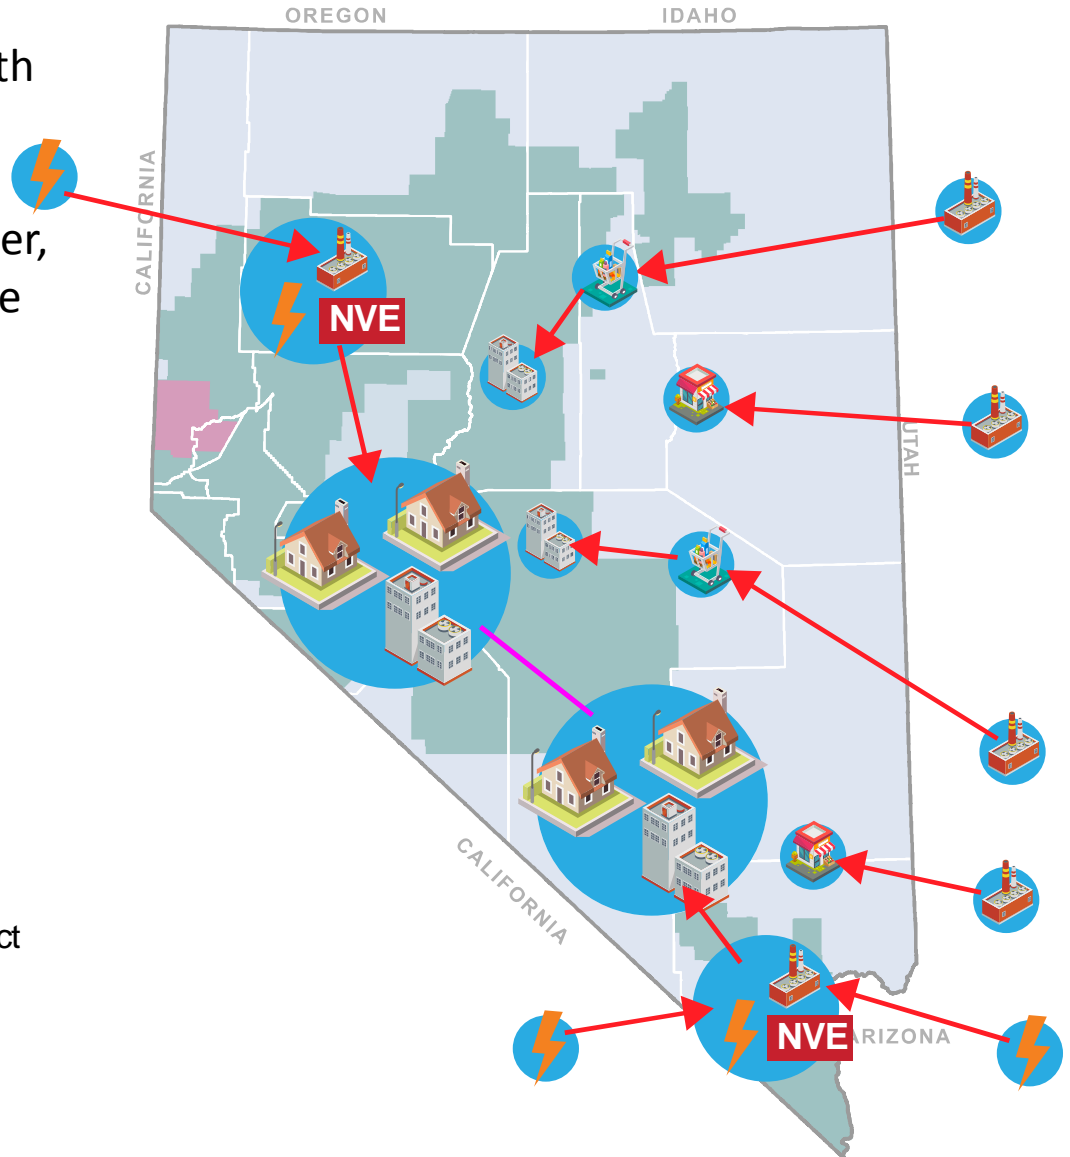 OREGON
IDAHO
th
CALIFORNIA
er,
e
NVE
UTAH
CALIFORNIA
ct
NVE
ARIZONA